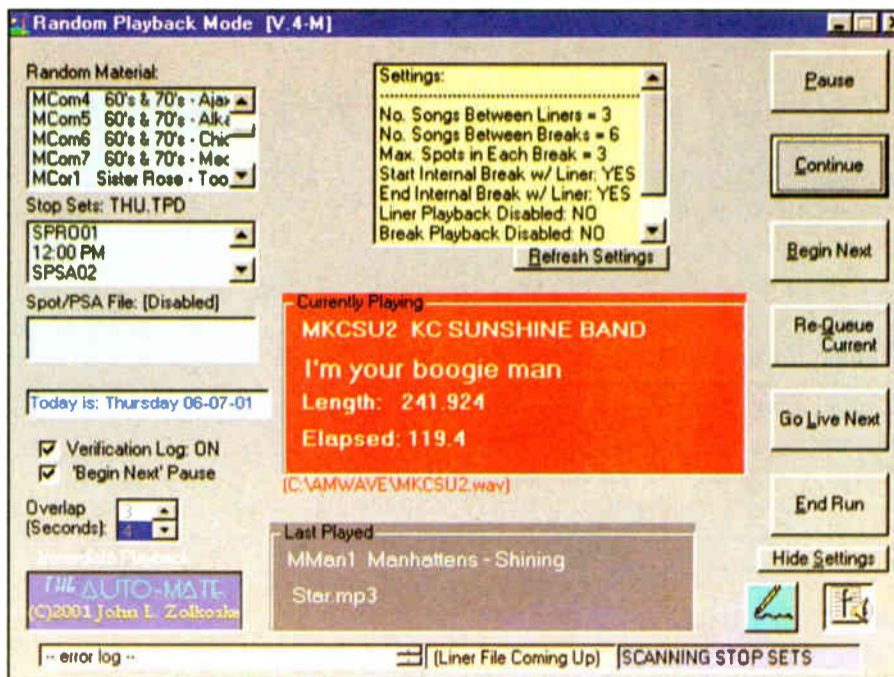 Random Playback Mode [V.4-M]
Random Material:
MCom4 60's & 70's - Ajax
MCom5 60's & 70's - Alka
MCom6 60's & 70's - Chic
MCom7 60's & 70's - Mec
MCor1 Sister Rose - Too
Stop Sets: THU.TPD
SPRO01
12:00 PM
SPSA02
Spot/PSA File: [Disabled]
Today is: Thursday 06-07-01
Verification Log: ON
'Begin Next' Pause
Overlap
(Seconds):
3
4
Immediate Playback
THE AUTO-MATE
(C)2001 John L. Zolkoske
Settings:
No. Songs Between Liners = 3
No. Songs Between Breaks = 6
Max. Spots in Each Break = 3
Start Internal Break w/ Liner: YES
End Internal Break w/ Liner: YES
Liner Playback Disabled: NO
Break Playback Disabled: NO
Refresh Settings
Currently Playing
MKCSU2 KC SUNSHINE BAND
I'm your boogie man
Length: 241.924
Elapsed: 119.4
(C:\AMWAVE\MKCSU2.wav)
Last Played
MMan1 Manhattens - Shining
Star.mp3
Pause
Continue
Begin Next
Re-Queue
Current
Go Live Next
End Run
Hide Settings
-- error log --
(Liner File Coming Up)
SCANNING STOP SETS